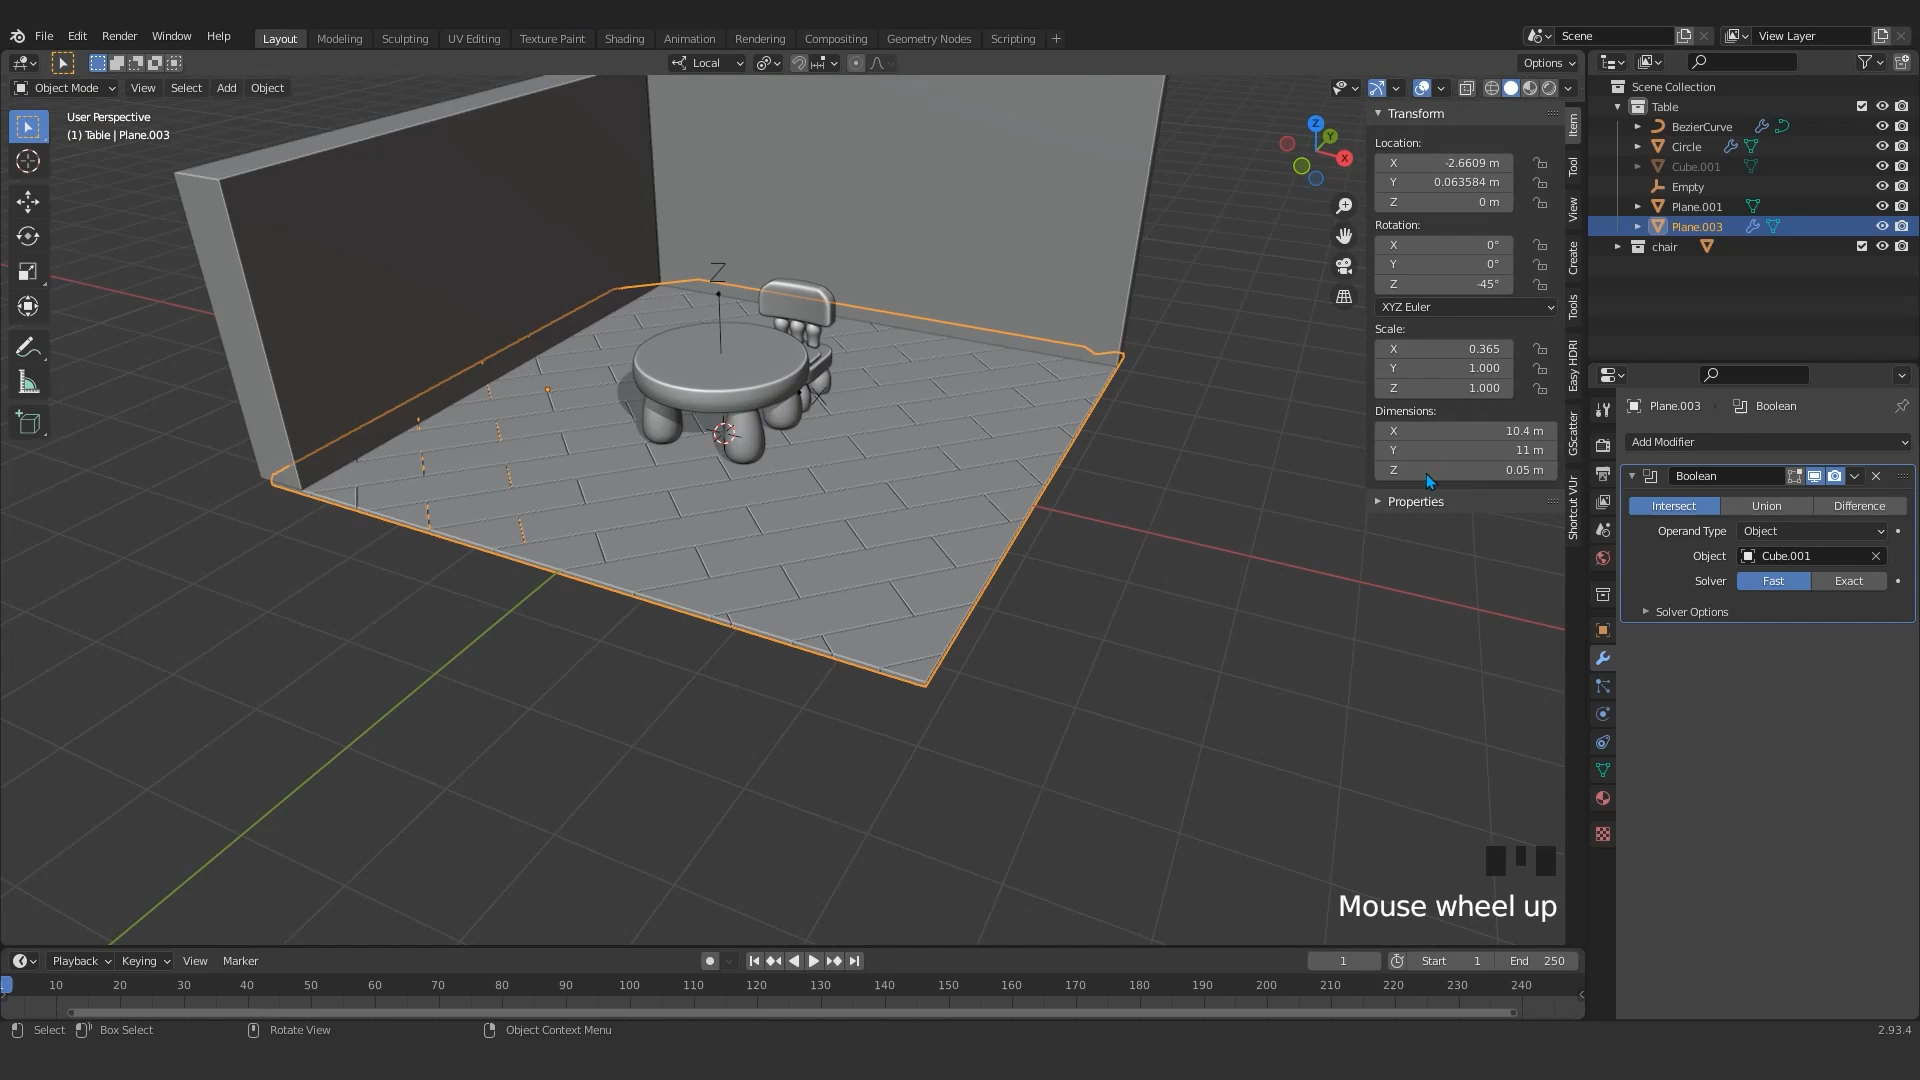 File Edit Render Window Help
Layout Modeling Sculpting UV Editing Texture Paint Shading Animation Rendering Compositing Geometry Nodes Scripting +
Scene
View Layer
Local
Options
Object Mode View Select Add Object
User Perspective
(1) Table | Plane.003
Z
Z
Y
X
Transform
Location:
X -2.6609 m
Y 0.063584 m
Z 0 m
Rotation:
X 0°
Y 0°
Z -45°
XYZ Euler
Scale:
X 0.365
Y 1.000
Z 1.000
Dimensions:
X 10.4 m
Y 11 m
Z 0.05 m
Properties
Item
Tool
View
Create
Tools
Easy HDRI
GScatter
Shortcut VUr
Scene Collection
Table
BezierCurve
Circle
Cube.001
Empty
Plane.001
Plane.003
chair
Plane.003 Boolean
Add Modifier
Boolean
Intersect Union Difference
Operand Type Object
Object Cube.001
Solver Fast Exact
Solver Options
Mouse wheel up
Playback Keying View Marker
1 Start 1 End 250
1 10 20 30 40 50 60 70 80 90 100 110 120 130 140 150 160 170 180 190 200 210 220 230 240
Select Box Select Rotate View Object Context Menu
2.93.4